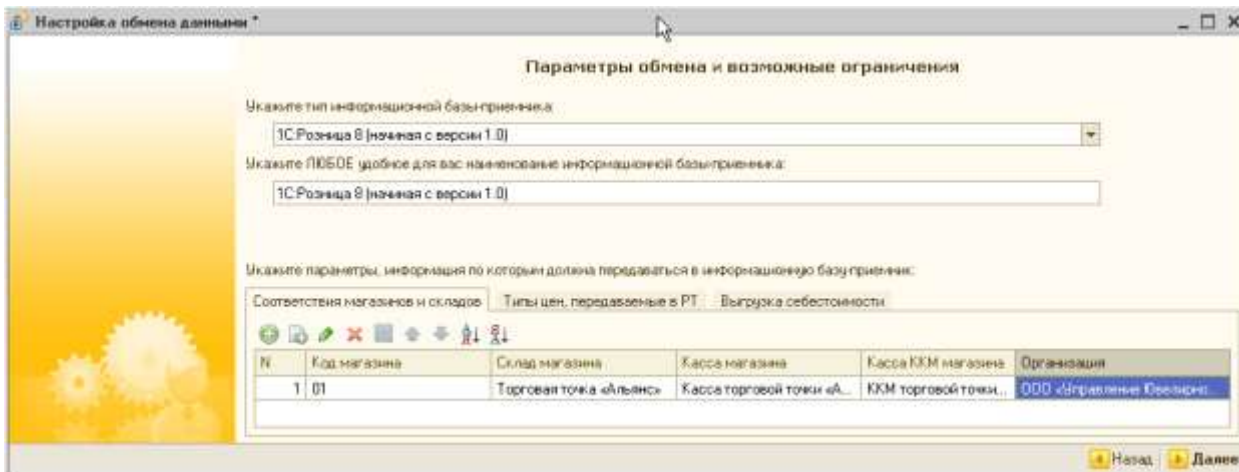 Настройка обмена данными *
Параметры обмена и возможные ограничения
Укажите тип информационной базы-приемника:
1С:Розница 8 (начиная с версии 1.0)
Укажите ЛЮБОЕ удобное для вас наименование информационной базы-приемника:
1С:Розница 8 (начиная с версии 1.0)
Укажите параметры, информация по которым должна передаваться в информационную базу-приемник:
Соответствия магазинов и складов Типы цен, передаваемые в РТ Выгрузка себестоимости
N Код магазина Склад магазина Касса магазина Касса ККМ магазина Организация
1 01 Торговая точка «Альянс» Касса торговой точки «А... ККМ торговой точки... ООО «Управление Ювелирно...
Назад Далее